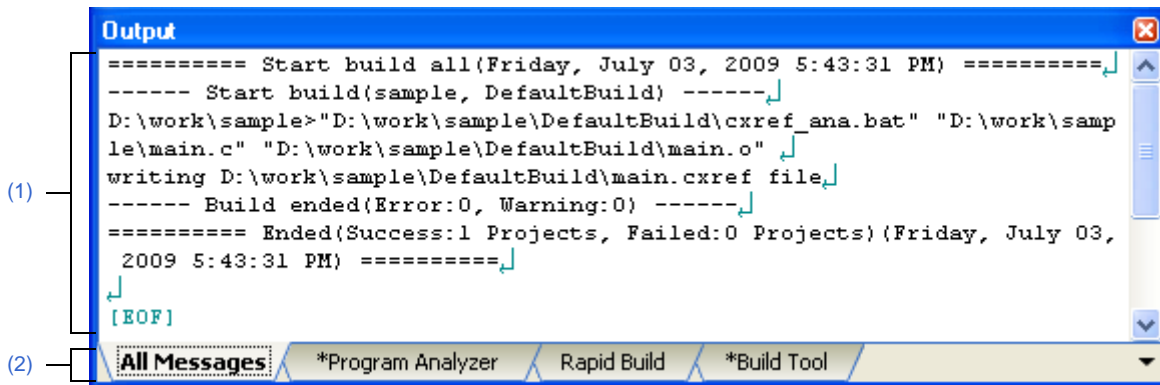 Output
========== Start build all(Friday, July 03, 2009 5:43:31 PM) ==========
------ Start build(sample, DefaultBuild) ------
D:\work\sample>"D:\work\sample\DefaultBuild\cxref_ana.bat" "D:\work\samp
le\main.c" "D:\work\sample\DefaultBuild\main.o"
writing D:\work\sample\DefaultBuild\main.cxref file
------ Build ended(Error:0, Warning:0) ------
========== Ended(Success:1 Projects, Failed:0 Projects)(Friday, July 03,
 2009 5:43:31 PM) ==========
[EOF]
(1)
(2)
All Messages *Program Analyzer Rapid Build *Build Tool